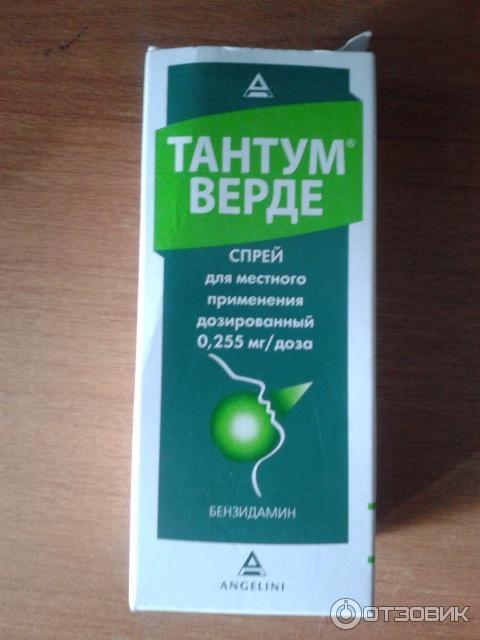 ТАНТУМ®
ВЕРДЕ
СПРЕЙ
для местного
применения
дозированный
0,255 мг/доза
БЕНЗИДАМИН
ANGELINI
ОТЗОВИК